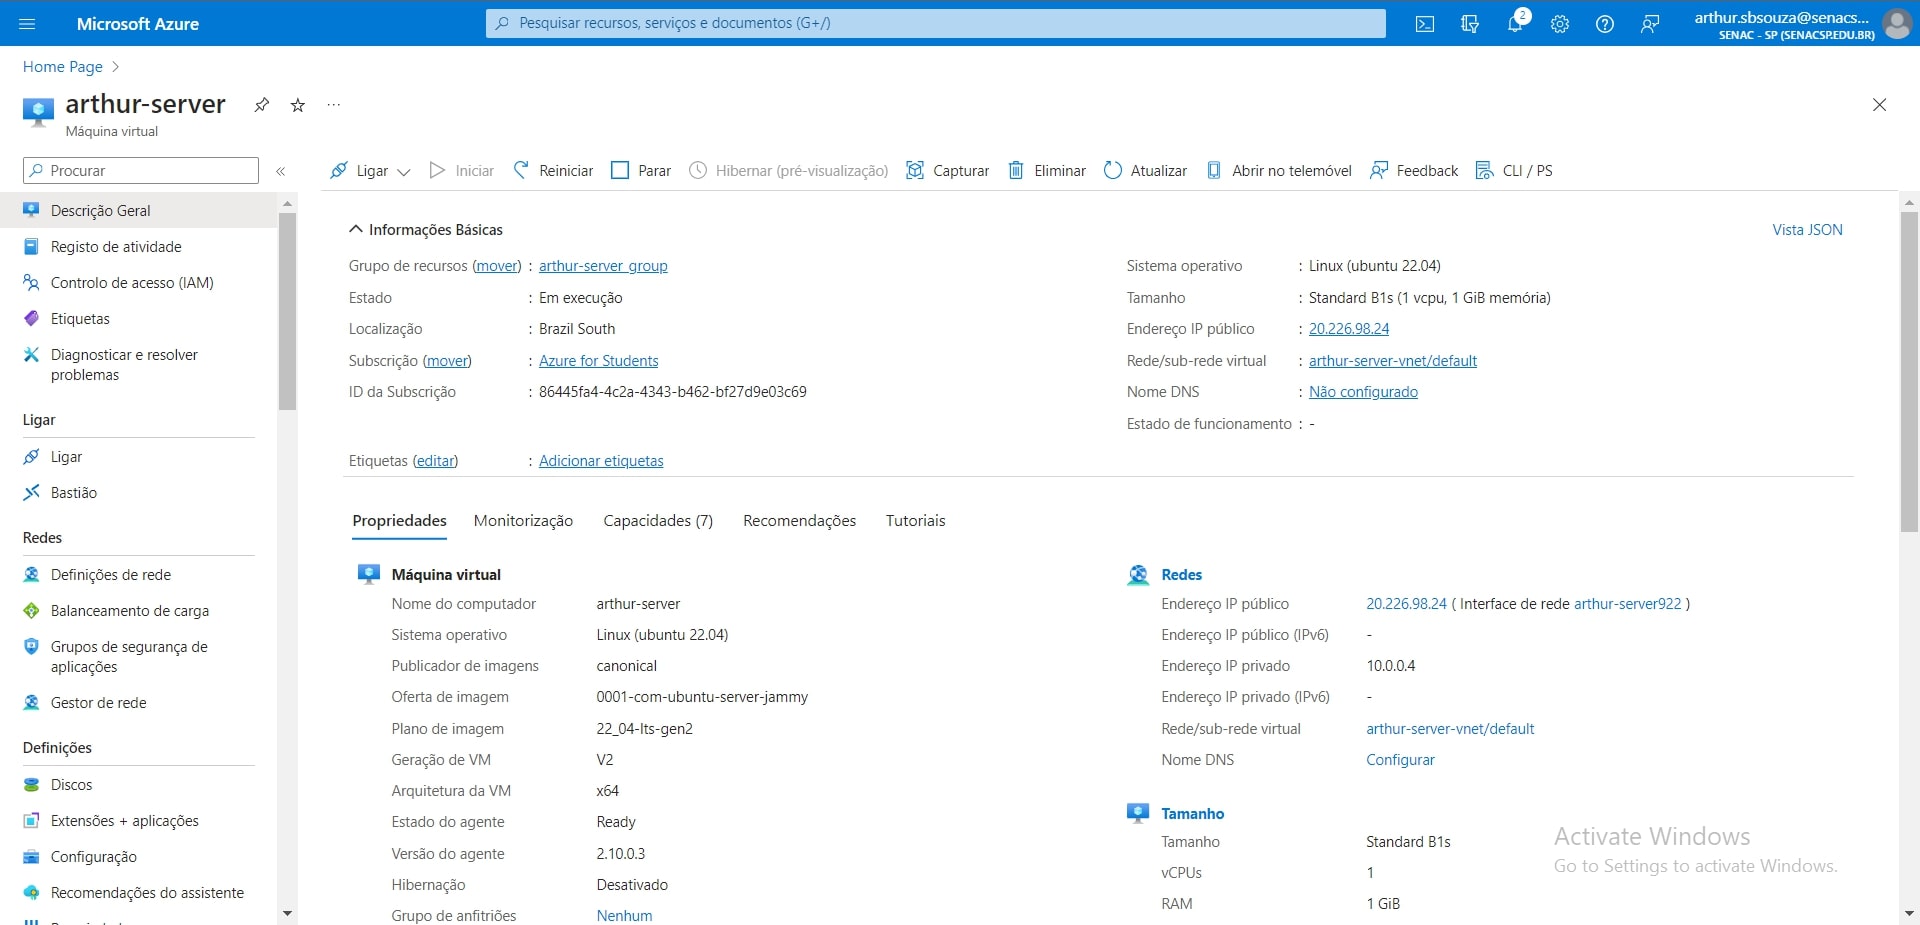 Microsoft Azure
Pesquisar recursos, serviços e documentos (G+/)
2
arthur.sbsouza@senacs...
SENAC - SP (SENACSP.EDU.BR)
Home Page
arthur-server
Máquina virtual
Procurar
Ligar
Iniciar
Reiniciar
Parar
Hibernar (pré-visualização)
Capturar
Eliminar
Atualizar
Abrir no telemóvel
Feedback
CLI / PS
Descrição Geral
Registo de atividade
Controlo de acesso (IAM)
Etiquetas
Diagnosticar e resolver
problemas
Ligar
Ligar
Bastião
Redes
Definições de rede
Balanceamento de carga
Grupos de segurança de
aplicações
Gestor de rede
Definições
Discos
Extensões + aplicações
Configuração
Recomendações do assistente
Informações Básicas
Vista JSON
Grupo de recursos (mover) : arthur-server_group
Estado : Em execução
Localização : Brazil South
Subscrição (mover) : Azure for Students
ID da Subscrição : 86445fa4-4c2a-4343-b462-bf27d9e03c69
Etiquetas (editar) : Adicionar etiquetas
Sistema operativo : Linux (ubuntu 22.04)
Tamanho : Standard B1s (1 vcpu, 1 GiB memória)
Endereço IP público : 20.226.98.24
Rede/sub-rede virtual : arthur-server-vnet/default
Nome DNS : Não configurado
Estado de funcionamento : -
Propriedades
Monitorização
Capacidades (7)
Recomendações
Tutoriais
Máquina virtual
Nome do computador arthur-server
Sistema operativo Linux (ubuntu 22.04)
Publicador de imagens canonical
Oferta de imagem 0001-com-ubuntu-server-jammy
Plano de imagem 22_04-lts-gen2
Geração de VM V2
Arquitetura da VM x64
Estado do agente Ready
Versão do agente 2.10.0.3
Hibernação Desativado
Grupo de anfitriões Nenhum
Redes
Endereço IP público 20.226.98.24 ( Interface de rede arthur-server922 )
Endereço IP público (IPv6) -
Endereço IP privado 10.0.0.4
Endereço IP privado (IPv6) -
Rede/sub-rede virtual arthur-server-vnet/default
Nome DNS Configurar
Tamanho
Tamanho Standard B1s
vCPUs 1
RAM 1 GiB
Activate Windows
Go to Settings to activate Windows.